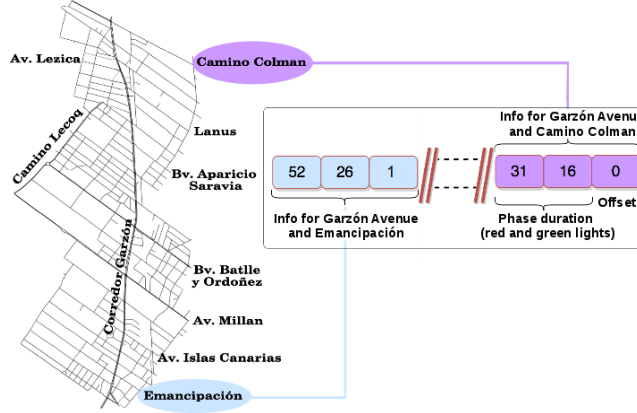 Av. Lezica
Camino Colman
Camino Lecoq
Lanus
Bv. Aparicio
Saravia
Corredor Garzón
Bv. Batlle
y Ordoñez
Av. Millan
Av. Islas Canarias
Emancipación
Info for Garzón Avenu
and Camino Colman
52 26 1
31 16 0
Offset
Info for Garzón Avenue
and Emancipación
Phase duration
(red and green lights)